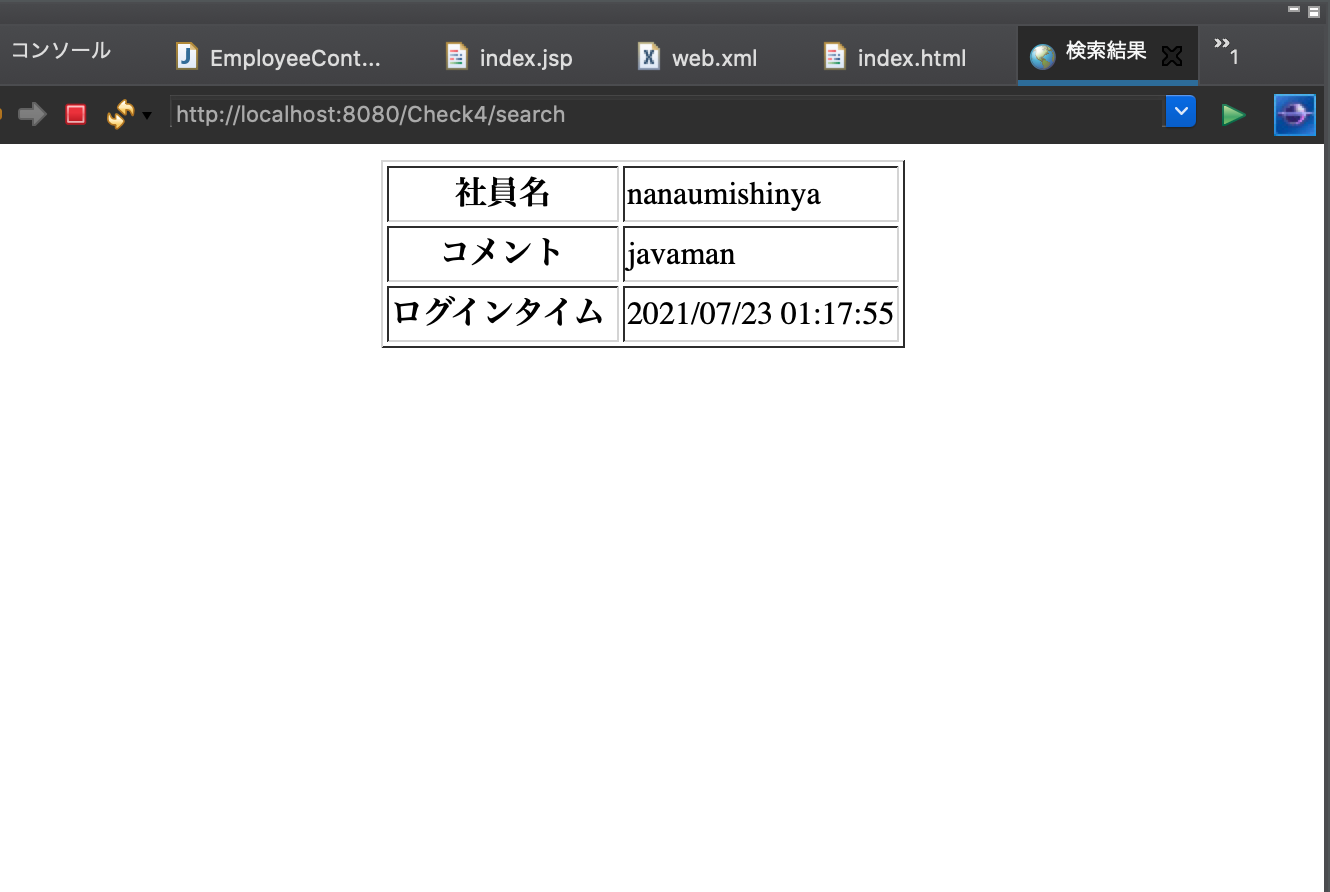 コンソール EmployeeCont... index.jsp web.xml index.html 検索結果 »1
http://localhost:8080/Check4/search
社員名 nanaumishinya
コメント javaman
ログインタイム 2021/07/23 01:17:55